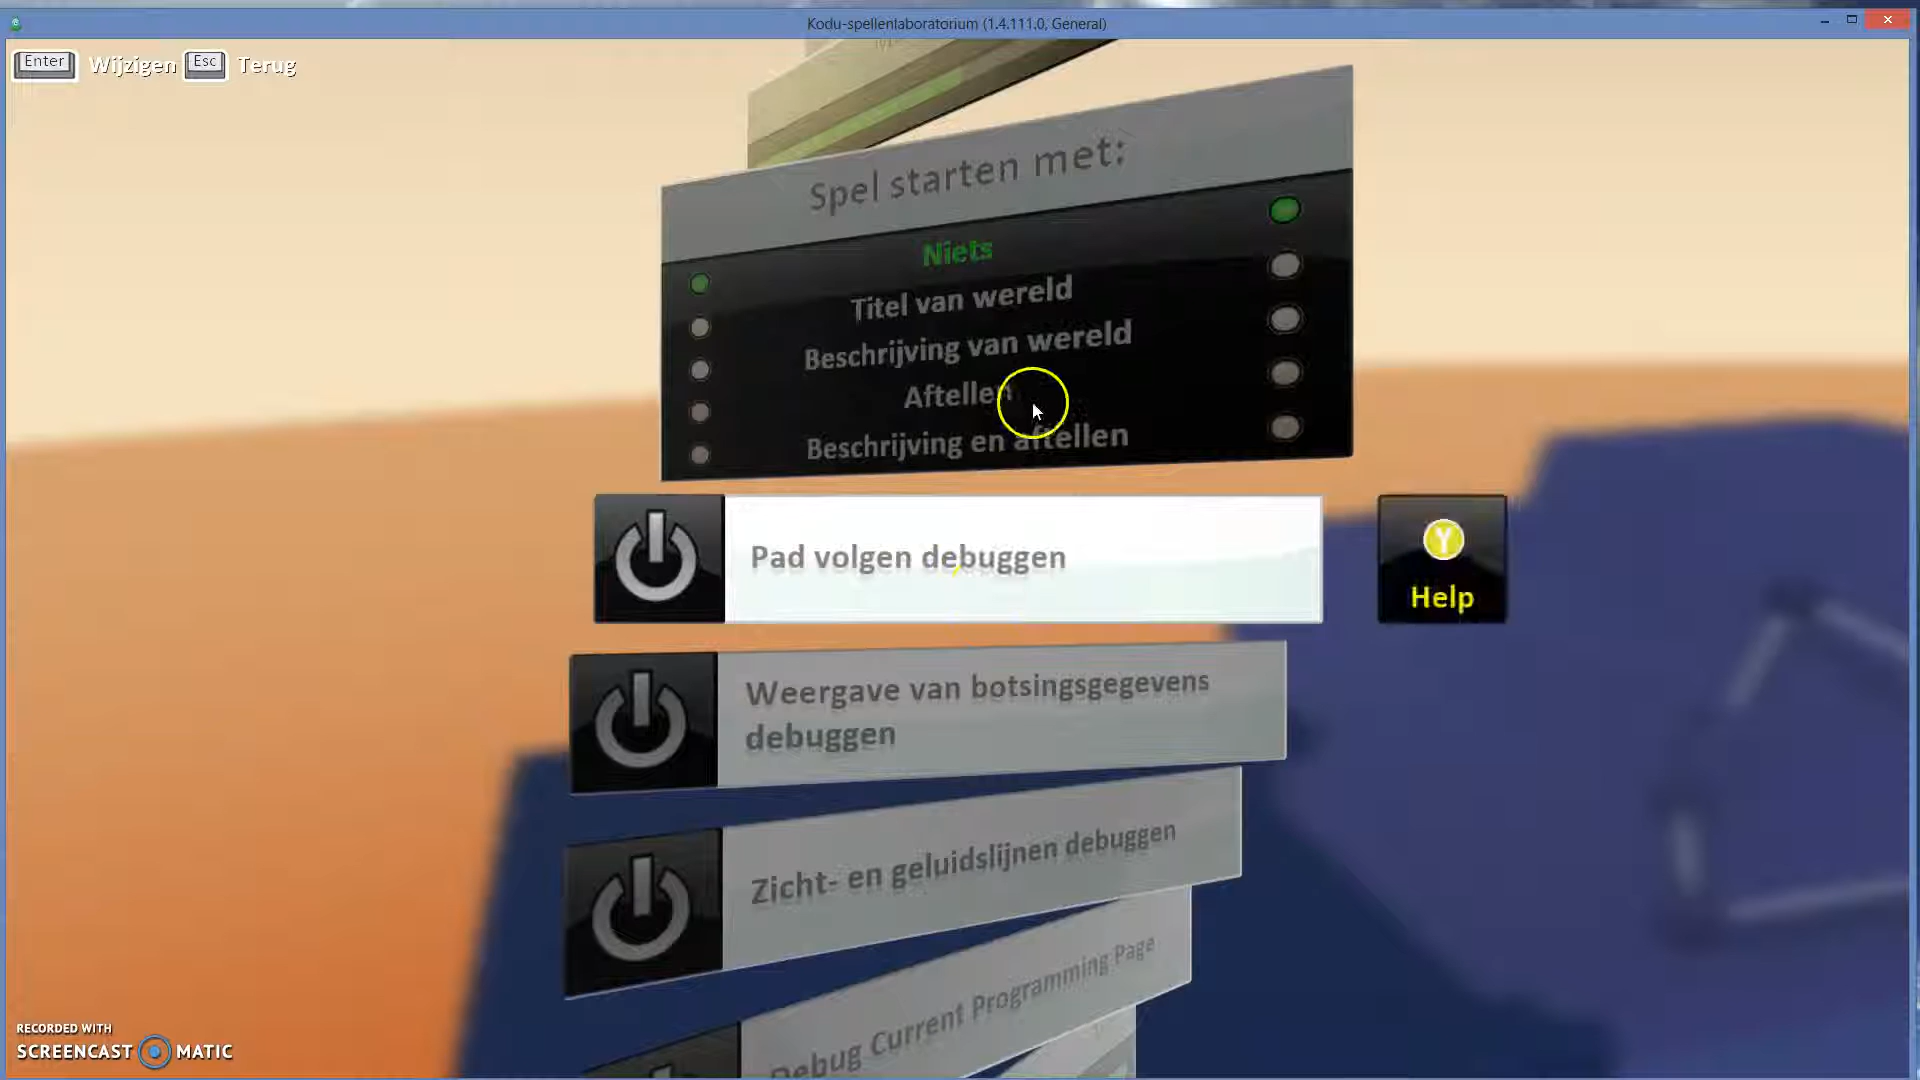 Kodu-spellenlaboratorium (1.4.111.0, General)
Enter Wijzigen Esc Terug
Spel starten met:
Niets
Titel van wereld
Beschrijving van wereld
Aftellen
Beschrijving en aftellen
Pad volgen debuggen
Y
Help
Weergave van botsingsgegevens
debuggen
Zicht- en geluidslijnen debuggen
Debug Current Programming Page
RECORDED WITH
SCREENCAST MATIC